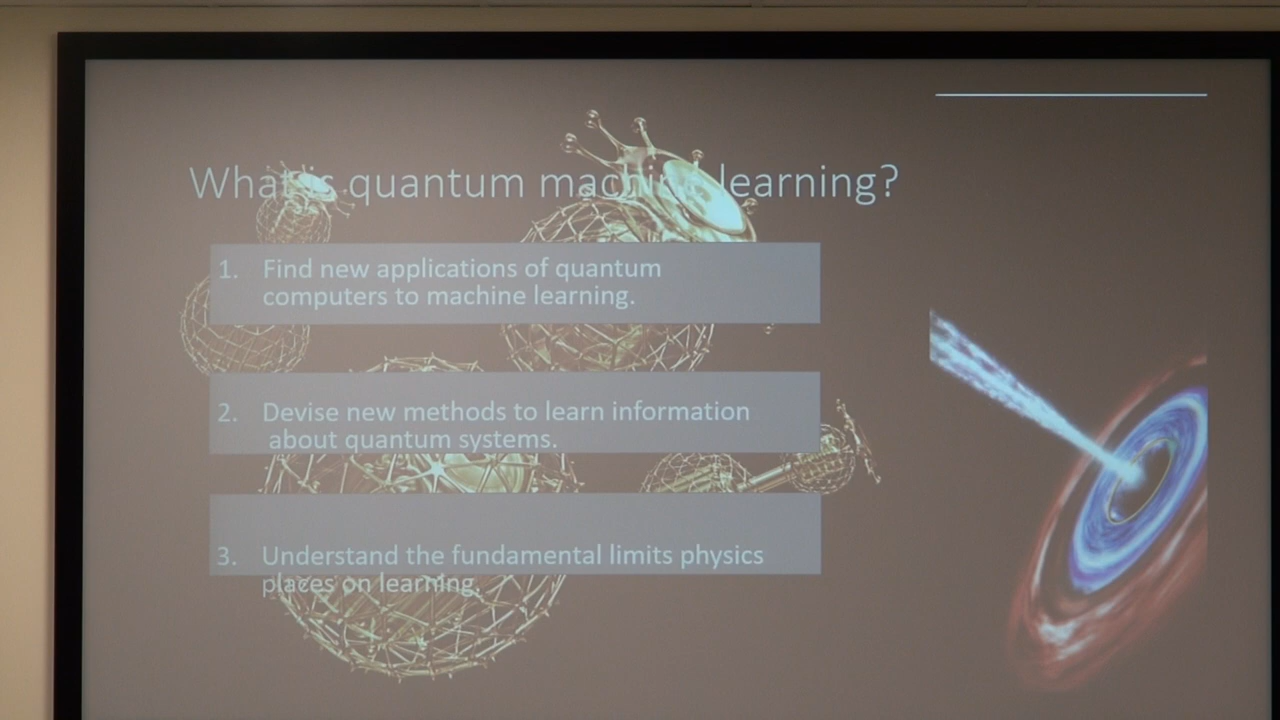 What is quantum machine learning?
1. Find new applications of quantum
computers to machine learning.
2. Devise new methods to learn information
about quantum systems.
3. Understand the fundamental limits physics
places on learning.